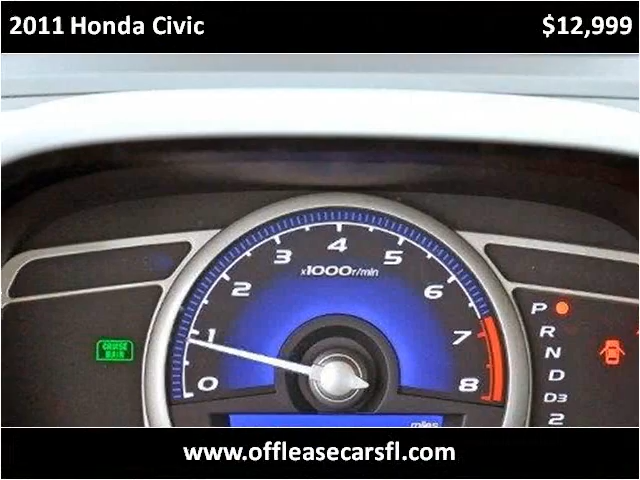 2011 Honda Civic $12,999
4
3 5
x1000r/min
2 6
P
1 7 R
CRUISE MAIN N
D
0 8 D3
miles 2
www.offleasecarsfl.com